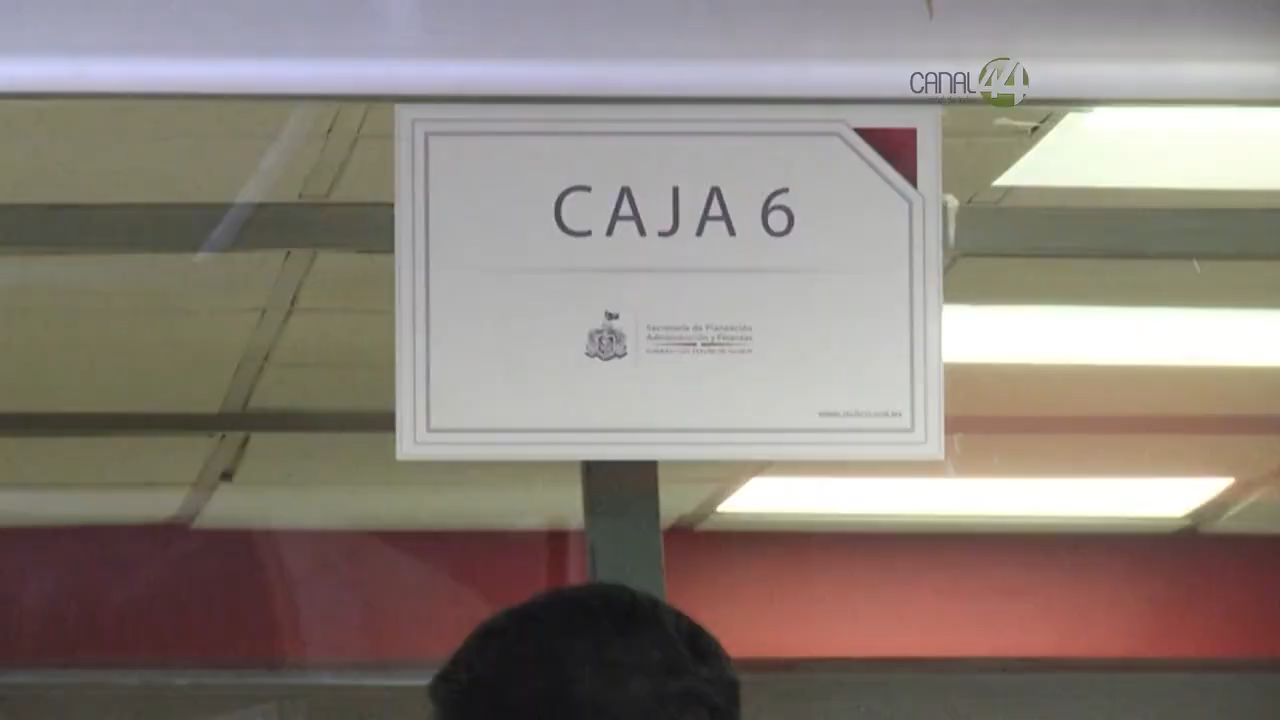 CANAL 44
CAJA 6
Secretaría de Planeación
Administración y Finanzas